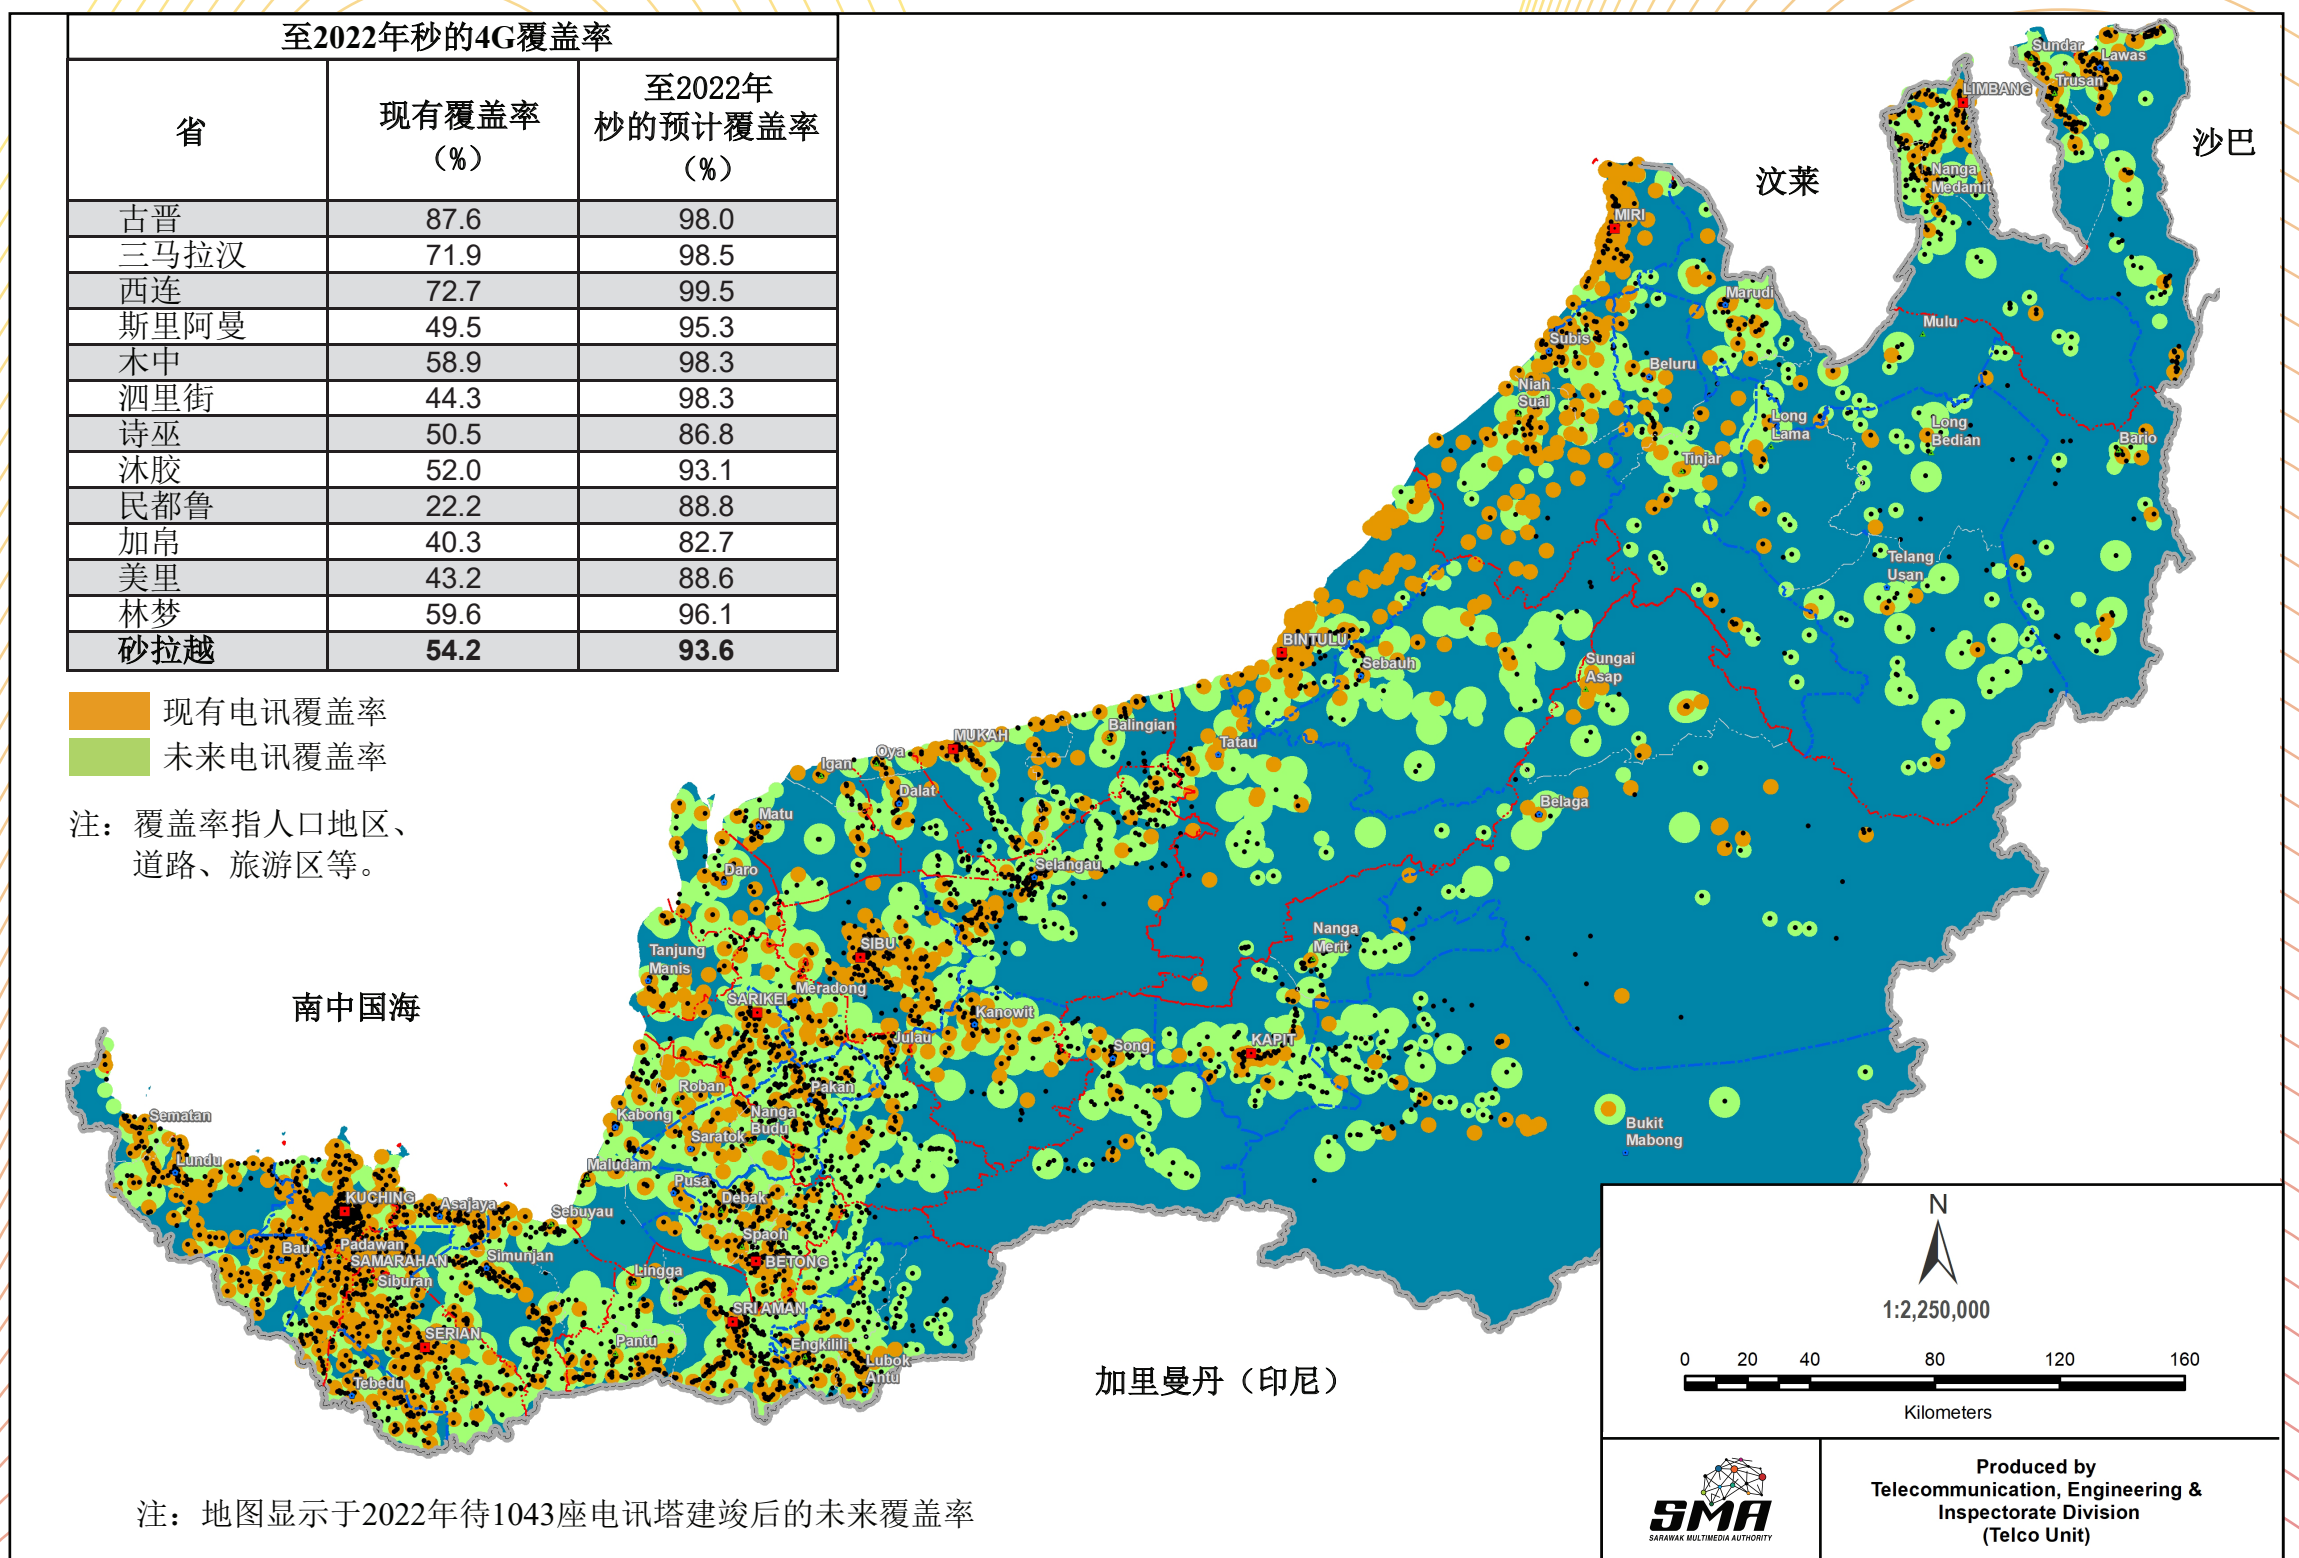 至2022年秒的4G覆盖率
省 现有覆盖率（%） 至2022年杪的预计覆盖率（%）
古晋 87.6 98.0
三马拉汉 71.9 98.5
西连 72.7 99.5
斯里阿曼 49.5 95.3
木中 58.9 98.3
泗里街 44.3 98.3
诗巫 50.5 86.8
沐胶 52.0 93.1
民都鲁 22.2 88.8
加帛 40.3 82.7
美里 43.2 88.6
林梦 59.6 96.1
砂拉越 54.2 93.6
现有电讯覆盖率
未来电讯覆盖率
注：覆盖率指人口地区、
道路、旅游区等。
南中国海
汶莱
沙巴
加里曼丹（印尼）
Sundar
Lawas
Trusan
LIMBANG
Nanga
Medamit
MIRI
Marudi
Mulu
Subis
Beluru
Niah
Suai
Long
Lama
Long
Bedian
Bario
Tinjar
Telang
Usan
BINTULU
Sebauh
Sungai
Asap
Balingian
Tatau
MUKAH
Oya
Igan
Dalat
Matu
Belaga
Daro
Selangau
SIBU
Nanga
Merit
Tanjung
Manis
Meradong
SARIKEI
Kanowit
Julau
Song
KAPIT
Roban
Pakan
Kabong
Nanga
Budu
Saratok
Bukit
Mabong
Sematan
Lundu
Maludam
Pusa
Debak
KUCHING
Asajaya
Sebuyau
Spaoh
Bau
Padawan
SAMARAHAN
Simunjan
BETONG
Siburan
Lingga
SRI AMAN
SERIAN
Pantu
Engkilili
Lubok
Antu
Tebedu
N
1:2,250,000
0 20 40 80 120 160
Kilometers
SMA
SARAWAK MULTIMEDIA AUTHORITY
Produced by
Telecommunication, Engineering &
Inspectorate Division
(Telco Unit)
注：地图显示于2022年待1043座电讯塔建竣后的未来覆盖率